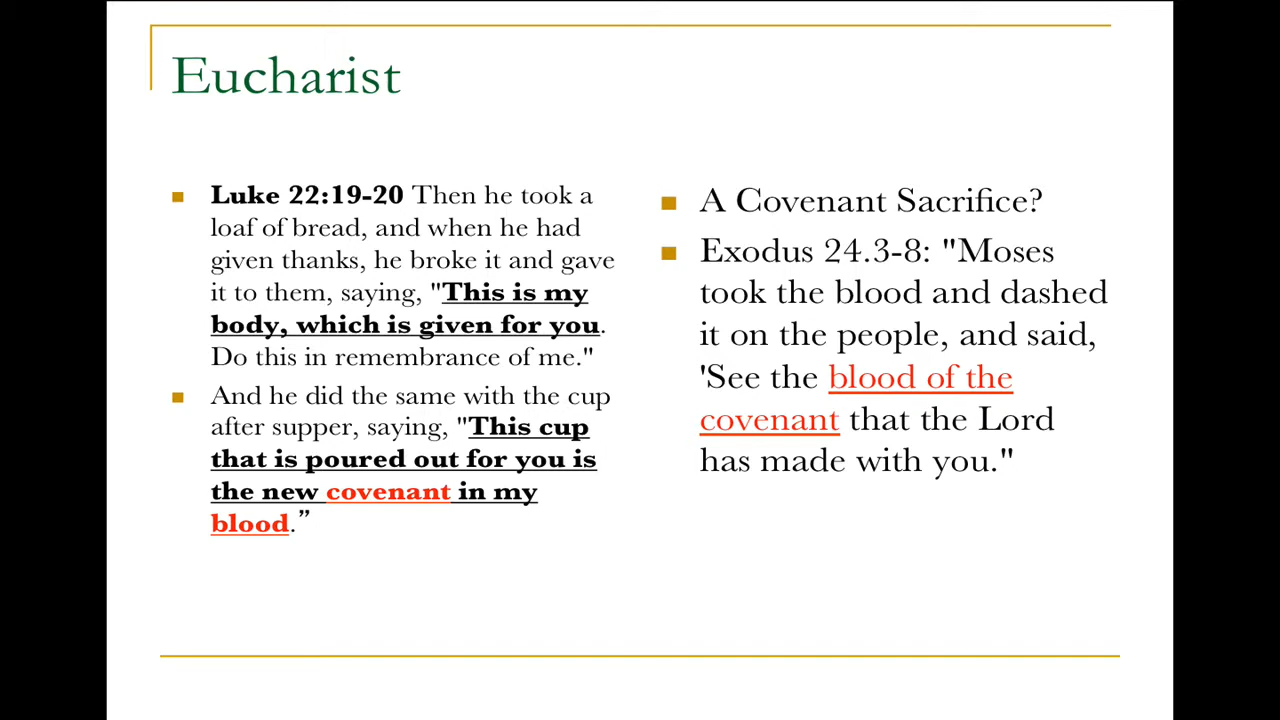 Eucharist
Luke 22:19-20 Then he took a
loaf of bread, and when he had
given thanks, he broke it and gave
it to them, saying, "This is my
body, which is given for you.
Do this in remembrance of me."
And he did the same with the cup
after supper, saying, "This cup
that is poured out for you is
the new covenant in my
blood.”
A Covenant Sacrifice?
Exodus 24.3-8: "Moses
took the blood and dashed
it on the people, and said,
'See the blood of the
covenant that the Lord
has made with you."